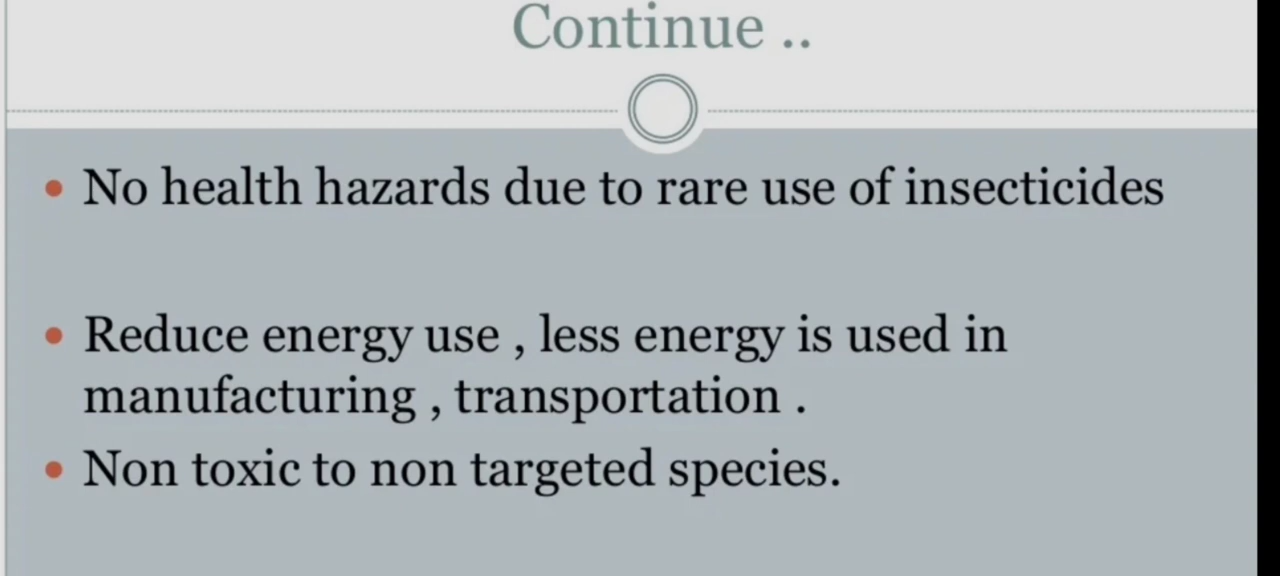 Continue ..
No health hazards due to rare use of insecticides
Reduce energy use , less energy is used in
manufacturing , transportation .
Non toxic to non targeted species.